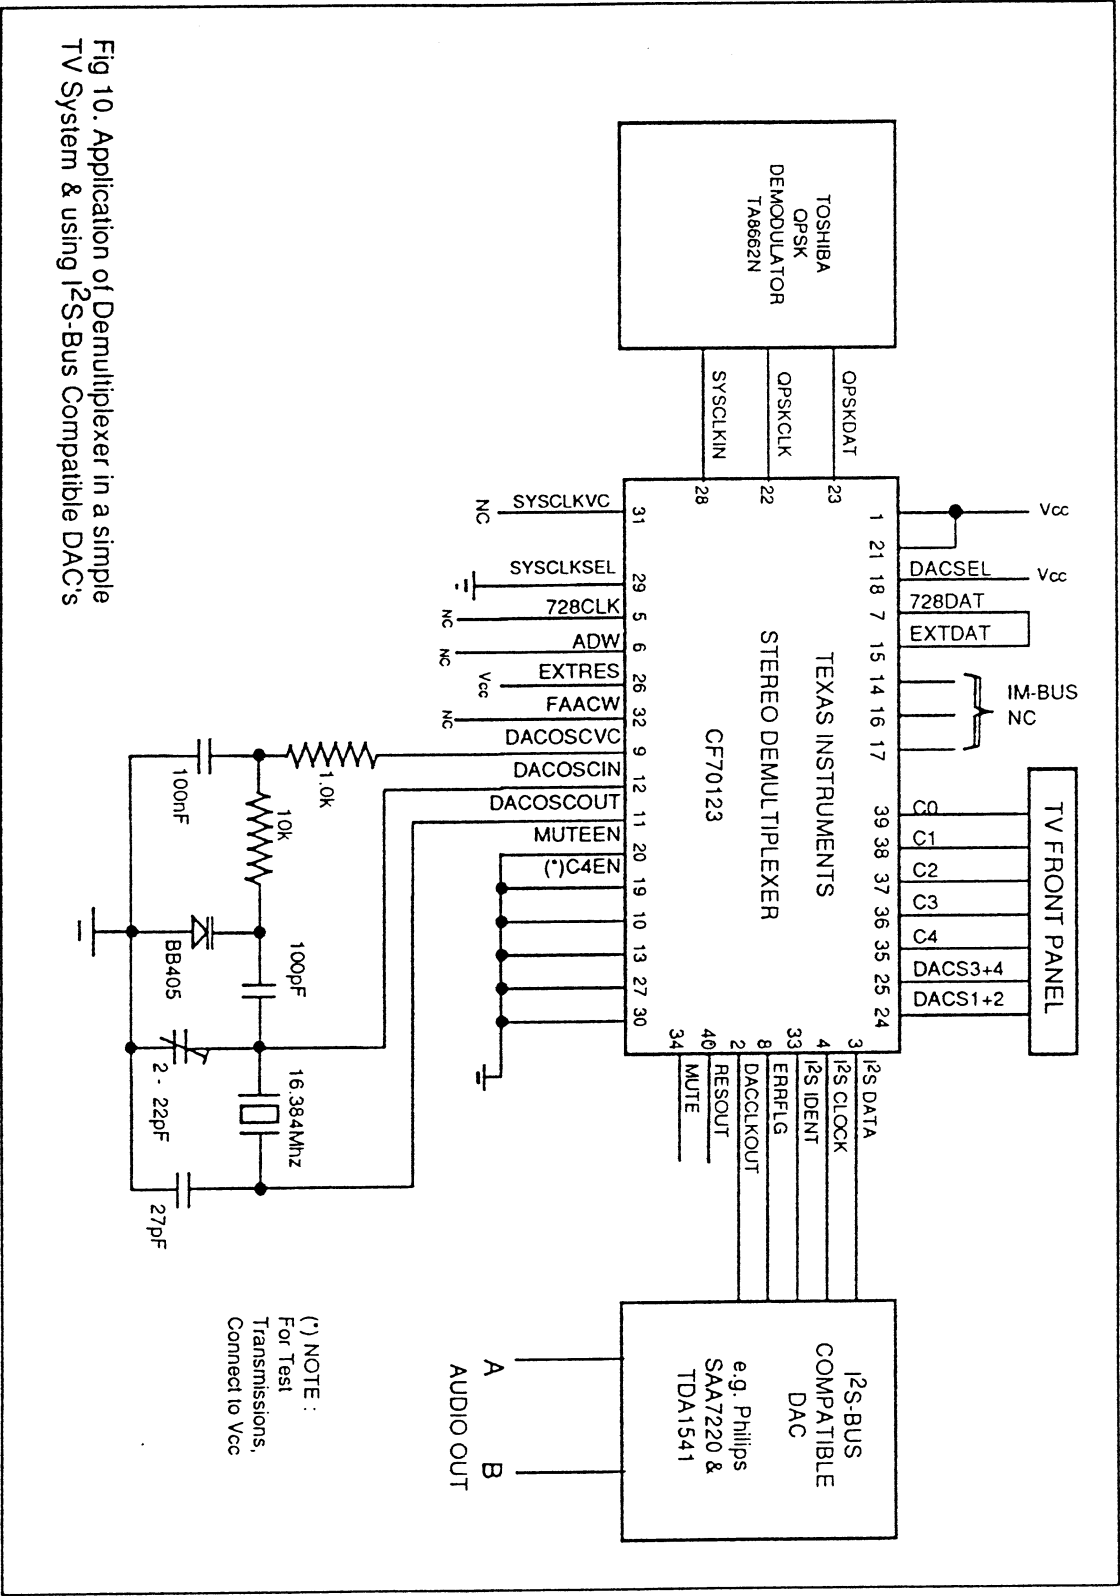 TOSHIBA
QPSK
DEMODULATOR
TA8662N
QPSKDAT
QPSKCLK
SYSCLKIN
23
22
28
Vcc
Vcc
1
21
DACSEL
18
728DAT
7
EXTDAT
15
14
16
17
IM-BUS
NC
TV FRONT PANEL
C0
39
C1
38
C2
37
C3
36
C4
35
DACS3+4
25
DACS1+2
24
TEXAS INSTRUMENTS
STEREO DEMULTIPLEXER
CF70123
NC
SYSCLKVC
31
SYSCLKSEL
29
NC
728CLK
5
NC
ADW
6
Vcc
EXTRES
26
NC
FAACW
32
DACOSCVC
9
DACOSCIN
12
DACOSCOUT
11
MUTEEN
20
(*)C4EN
19
10
13
27
30
3
I²S DATA
4
I²S CLOCK
33
I²S IDENT
8
ERRFLG
2
DACCLKOUT
40
RESOUT
34
MUTE
I²S-BUS
COMPATIBLE
DAC
e.g. Philips
SAA7220 &
TDA1541
A
B
AUDIO OUT
1.0k
100nF
10k
BB405
100pF
2 - 22pF
16.384Mhz
27pF
(*) NOTE :
For Test
Transmissions,
Connect to Vcc
Fig 10. Application of Demultiplexer in a simple
TV System & using I²S-Bus Compatible DAC's